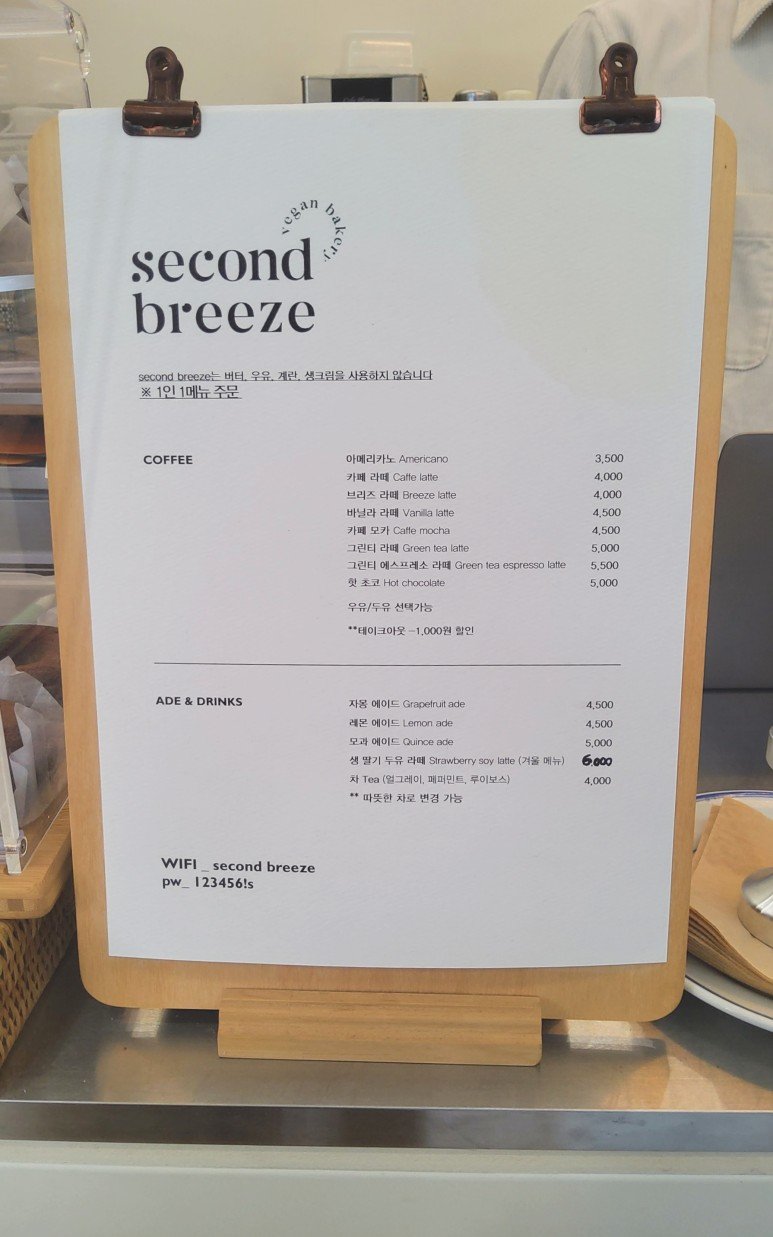 vegan bakery
second
breeze
second breeze는 버터, 우유, 계란, 생크림을 사용하지 않습니다
※ 1인 1메뉴 주문
COFFEE
아메리카노 Americano 3,500
카페 라떼 Caffe latte 4,000
브리즈 라떼 Breeze latte 4,000
바닐라 라떼 Vanilla latte 4,500
카페 모카 Caffe mocha 4,500
그린티 라떼 Green tea latte 5,000
그린티 에스프레소 라떼 Green tea espresso latte 5,500
핫 초코 Hot chocolate 5,000
우유/두유 선택가능
**테이크아웃 -1,000원 할인
ADE & DRINKS
자몽 에이드 Grapefruit ade 4,500
레몬 에이드 Lemon ade 4,500
모과 에이드 Quince ade 5,000
생 딸기 두유 라떼 Strawberry soy latte (겨울 메뉴) 6,000
차 Tea (얼그레이, 페퍼민트, 루이보스) 4,000
** 따뜻한 차로 변경 가능
WIFI _ second breeze
pw_ 123456!s